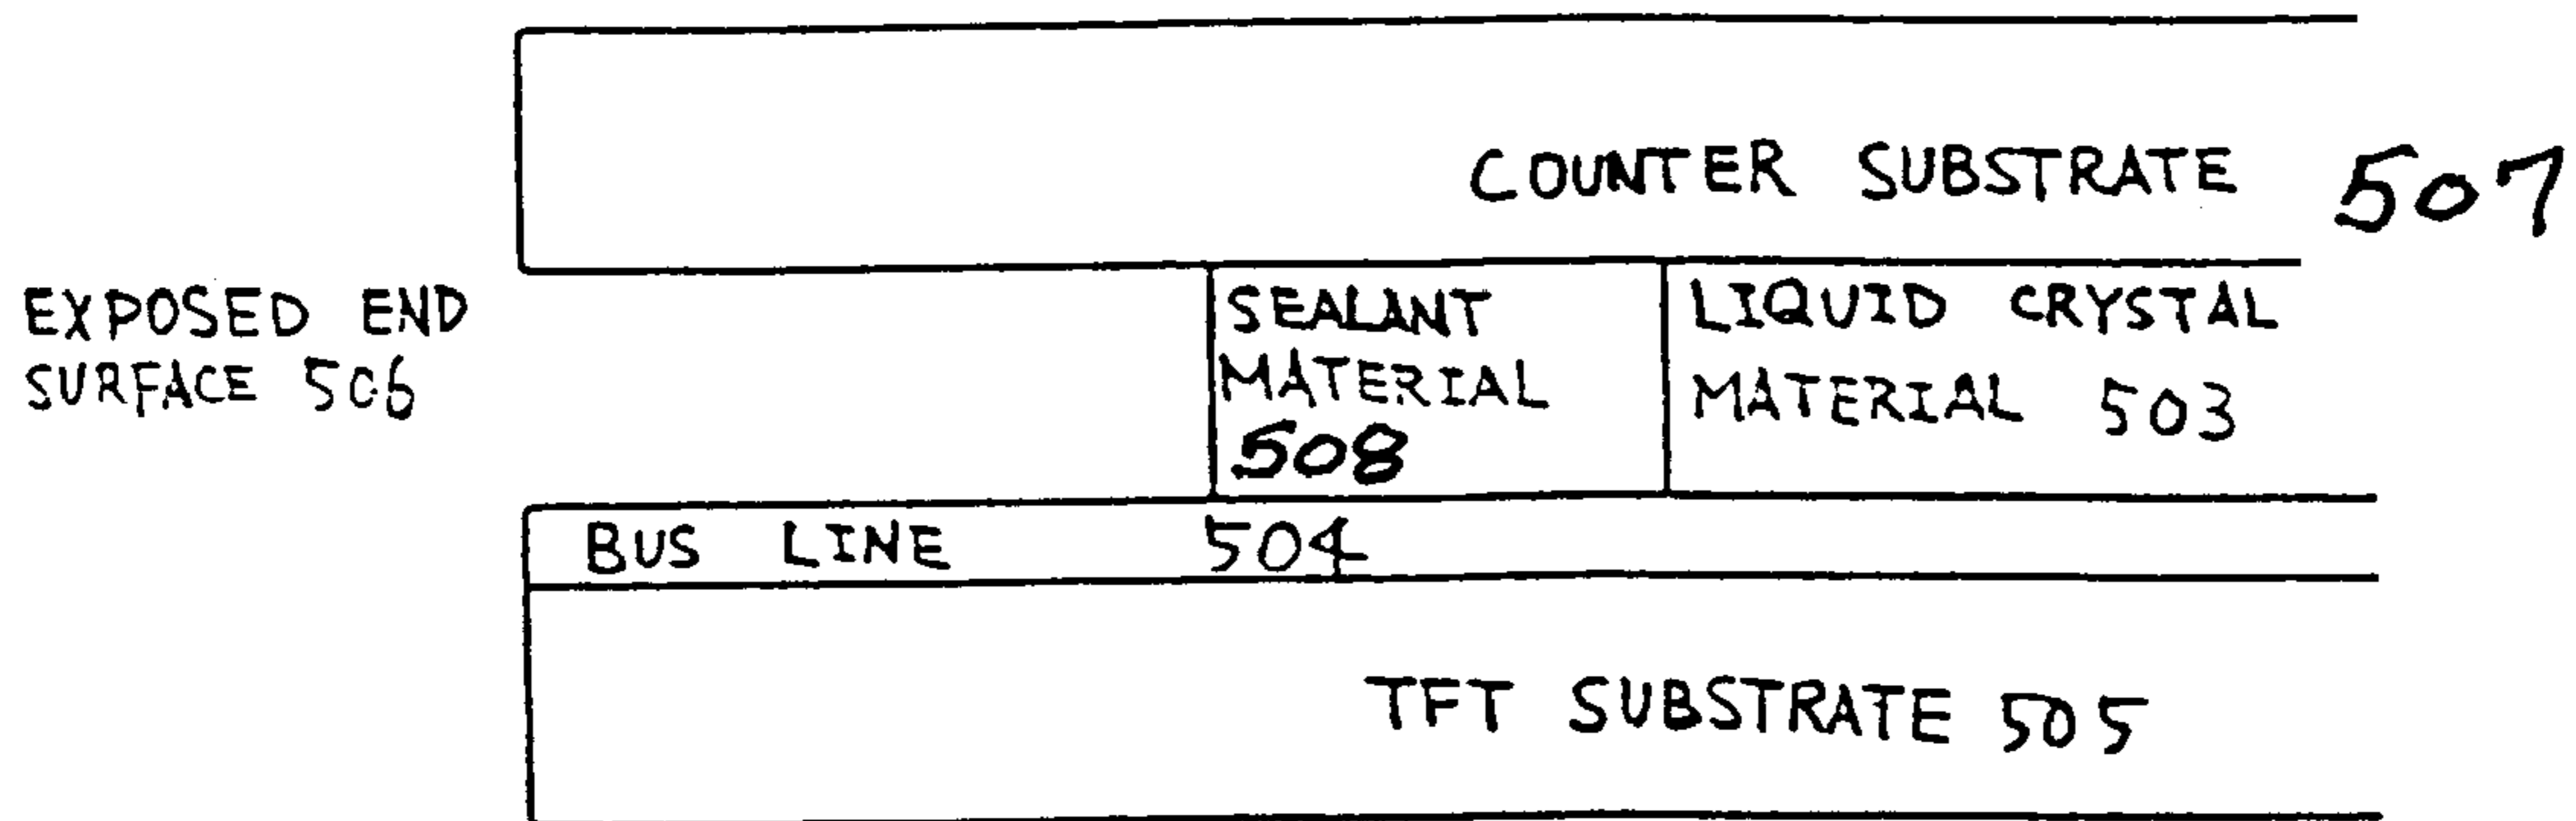 COUNTER SUBSTRATE 507
EXPOSED END
SURFACE 506
SEALANT
MATERIAL
508
LIQUID CRYSTAL
MATERIAL 503
BUS LINE 504
TFT SUBSTRATE 505